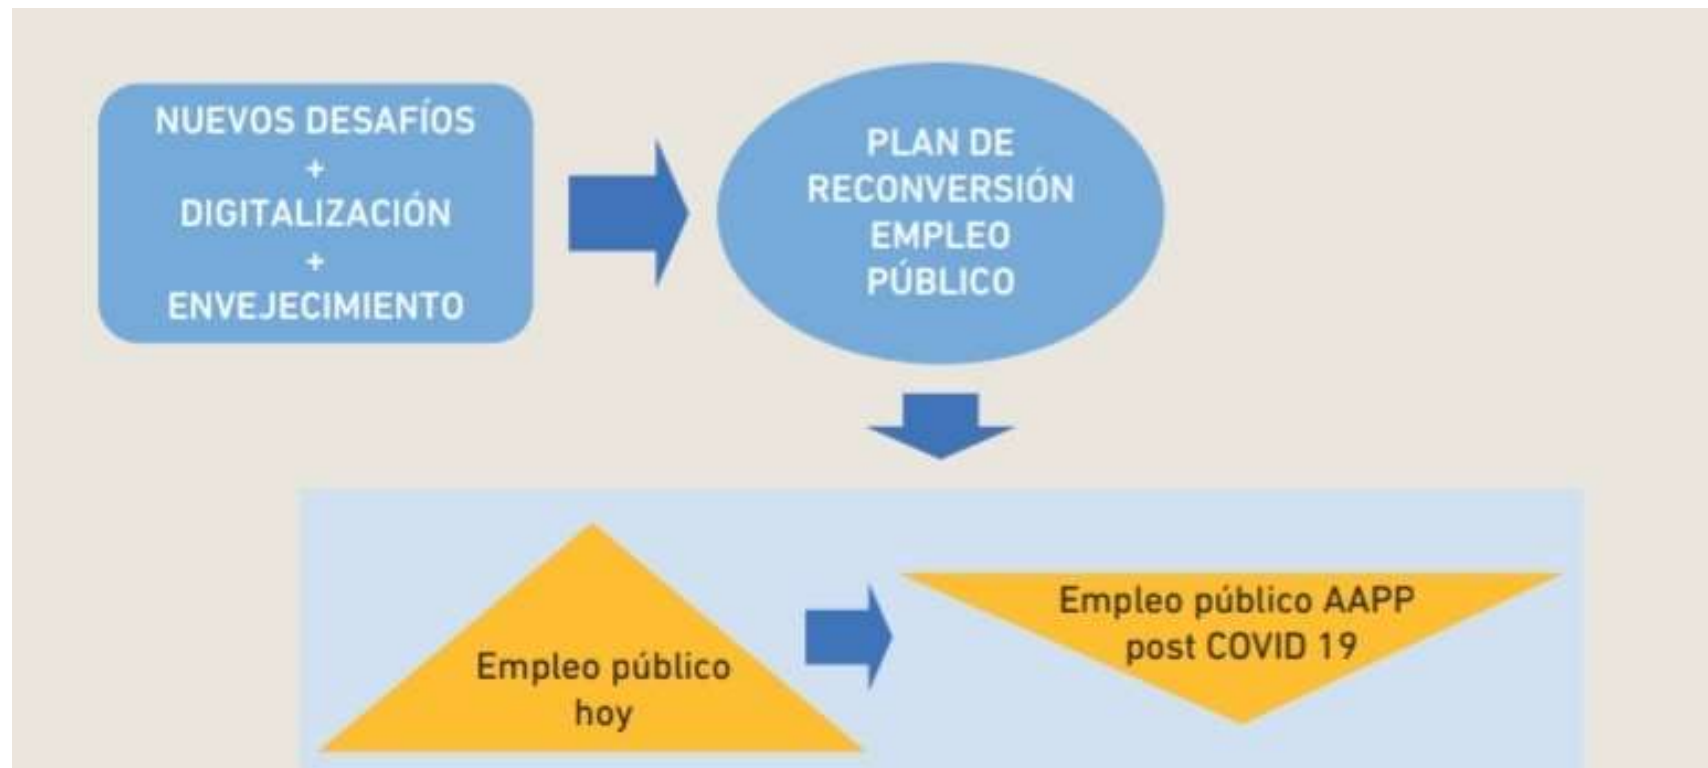 NUEVOS DESAFÍOS
+
DIGITALIZACIÓN
+
ENVEJECIMIENTO
PLAN DE
RECONVERSIÓN
EMPLEO
PÚBLICO
Empleo público
hoy
Empleo público AAPP
post COVID 19